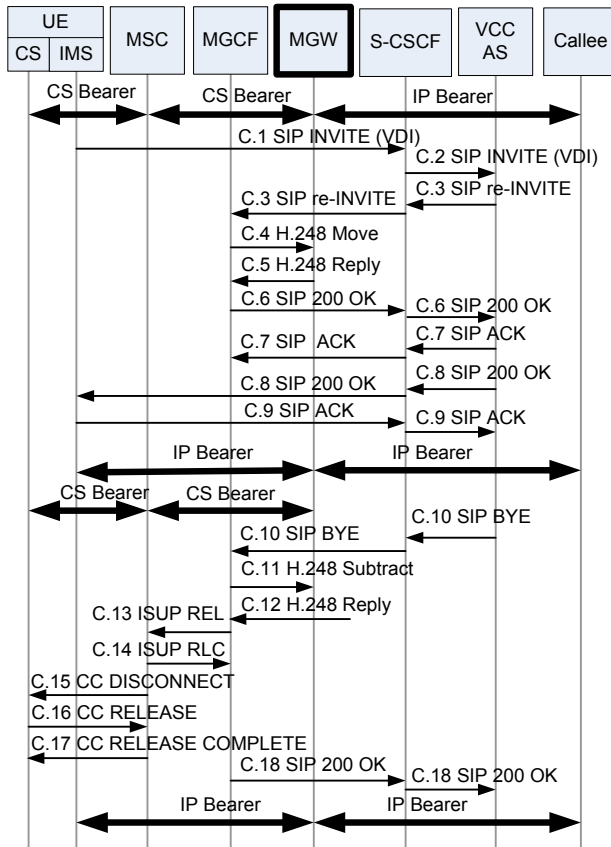 UE
CS
IMS
MSC
MGCF
MGW
S-CSCF
VCC
AS
Callee
CS Bearer
CS Bearer
IP Bearer
C.1 SIP INVITE (VDI)
C.2 SIP INVITE (VDI)
C.3 SIP re-INVITE
C.3 SIP re-INVITE
C.4 H.248 Move
C.5 H.248 Reply
C.6 SIP 200 OK
C.6 SIP 200 OK
C.7 SIP ACK
C.7 SIP ACK
C.8 SIP 200 OK
C.8 SIP 200 OK
C.9 SIP ACK
C.9 SIP ACK
IP Bearer
IP Bearer
CS Bearer
CS Bearer
C.10 SIP BYE
C.10 SIP BYE
C.11 H.248 Subtract
C.12 H.248 Reply
C.13 ISUP REL
C.14 ISUP RLC
C.15 CC DISCONNECT
C.16 CC RELEASE
C.17 CC RELEASE COMPLETE
C.18 SIP 200 OK
C.18 SIP 200 OK
IP Bearer
IP Bearer